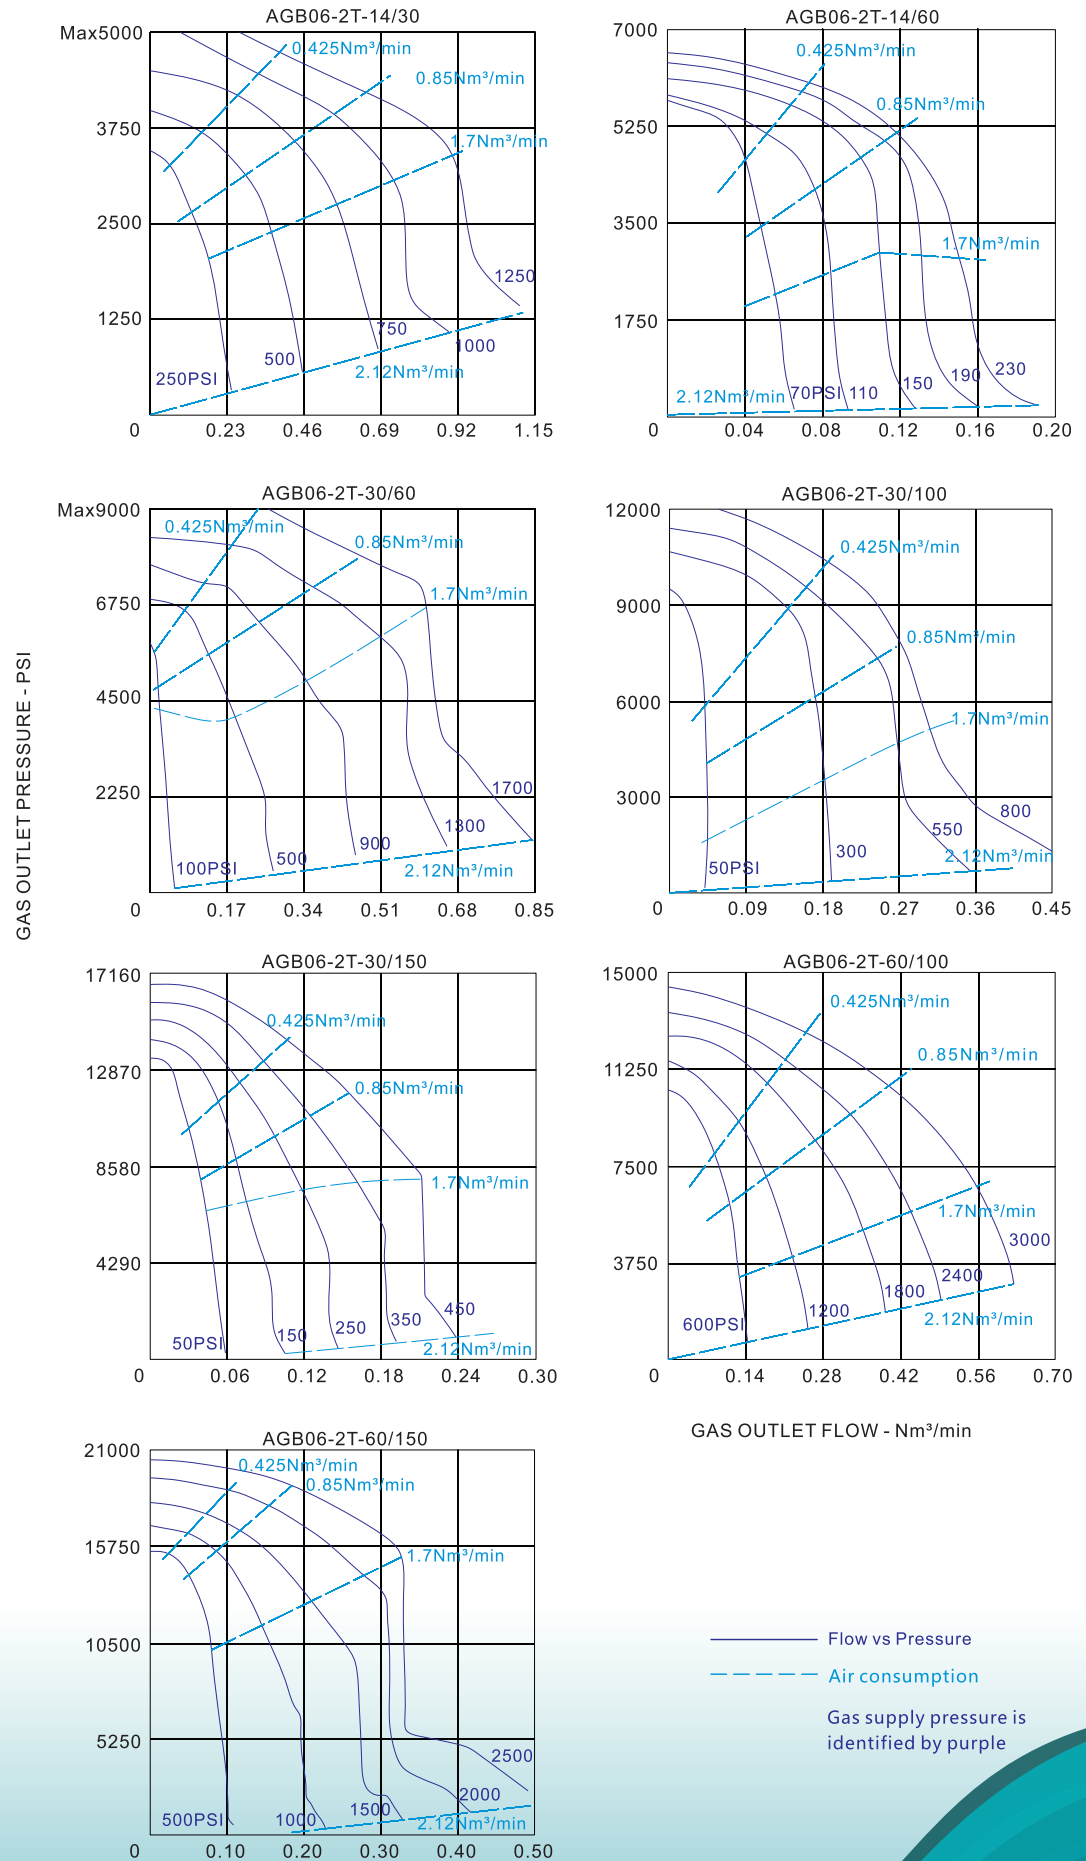 AGB06-2T-14/30
Max5000
3750
2500
1250
0
0.23
0.46
0.69
0.92
1.15
0.425Nm³/min
0.85Nm³/min
1.7Nm³/min
2.12Nm³/min
250PSI
500
750
1000
1250
AGB06-2T-14/60
7000
5250
3500
1750
0
0.04
0.08
0.12
0.16
0.20
0.425Nm³/min
0.85Nm³/min
1.7Nm³/min
2.12Nm³/min
70PSI
110
150
190
230
GAS OUTLET PRESSURE - PSI
AGB06-2T-30/60
Max9000
6750
4500
2250
0
0.17
0.34
0.51
0.68
0.85
0.425Nm³/min
0.85Nm³/min
1.7Nm³/min
2.12Nm³/min
100PSI
500
900
1300
1700
AGB06-2T-30/100
12000
9000
6000
3000
0
0.09
0.18
0.27
0.36
0.45
0.425Nm³/min
0.85Nm³/min
1.7Nm³/min
2.12Nm³/min
50PSI
300
550
800
AGB06-2T-30/150
17160
12870
8580
4290
0
0.06
0.12
0.18
0.24
0.30
0.425Nm³/min
0.85Nm³/min
1.7Nm³/min
2.12Nm³/min
50PSI
150
250
350
450
AGB06-2T-60/100
15000
11250
7500
3750
0
0.14
0.28
0.42
0.56
0.70
0.425Nm³/min
0.85Nm³/min
1.7Nm³/min
2.12Nm³/min
600PSI
1200
1800
2400
3000
GAS OUTLET FLOW - Nm³/min
AGB06-2T-60/150
21000
15750
10500
5250
0
0.10
0.20
0.30
0.40
0.50
0.425Nm³/min
0.85Nm³/min
1.7Nm³/min
2.12Nm³/min
500PSI
1000
1500
2000
2500
Flow vs Pressure
Air consumption
Gas supply pressure is
identified by purple